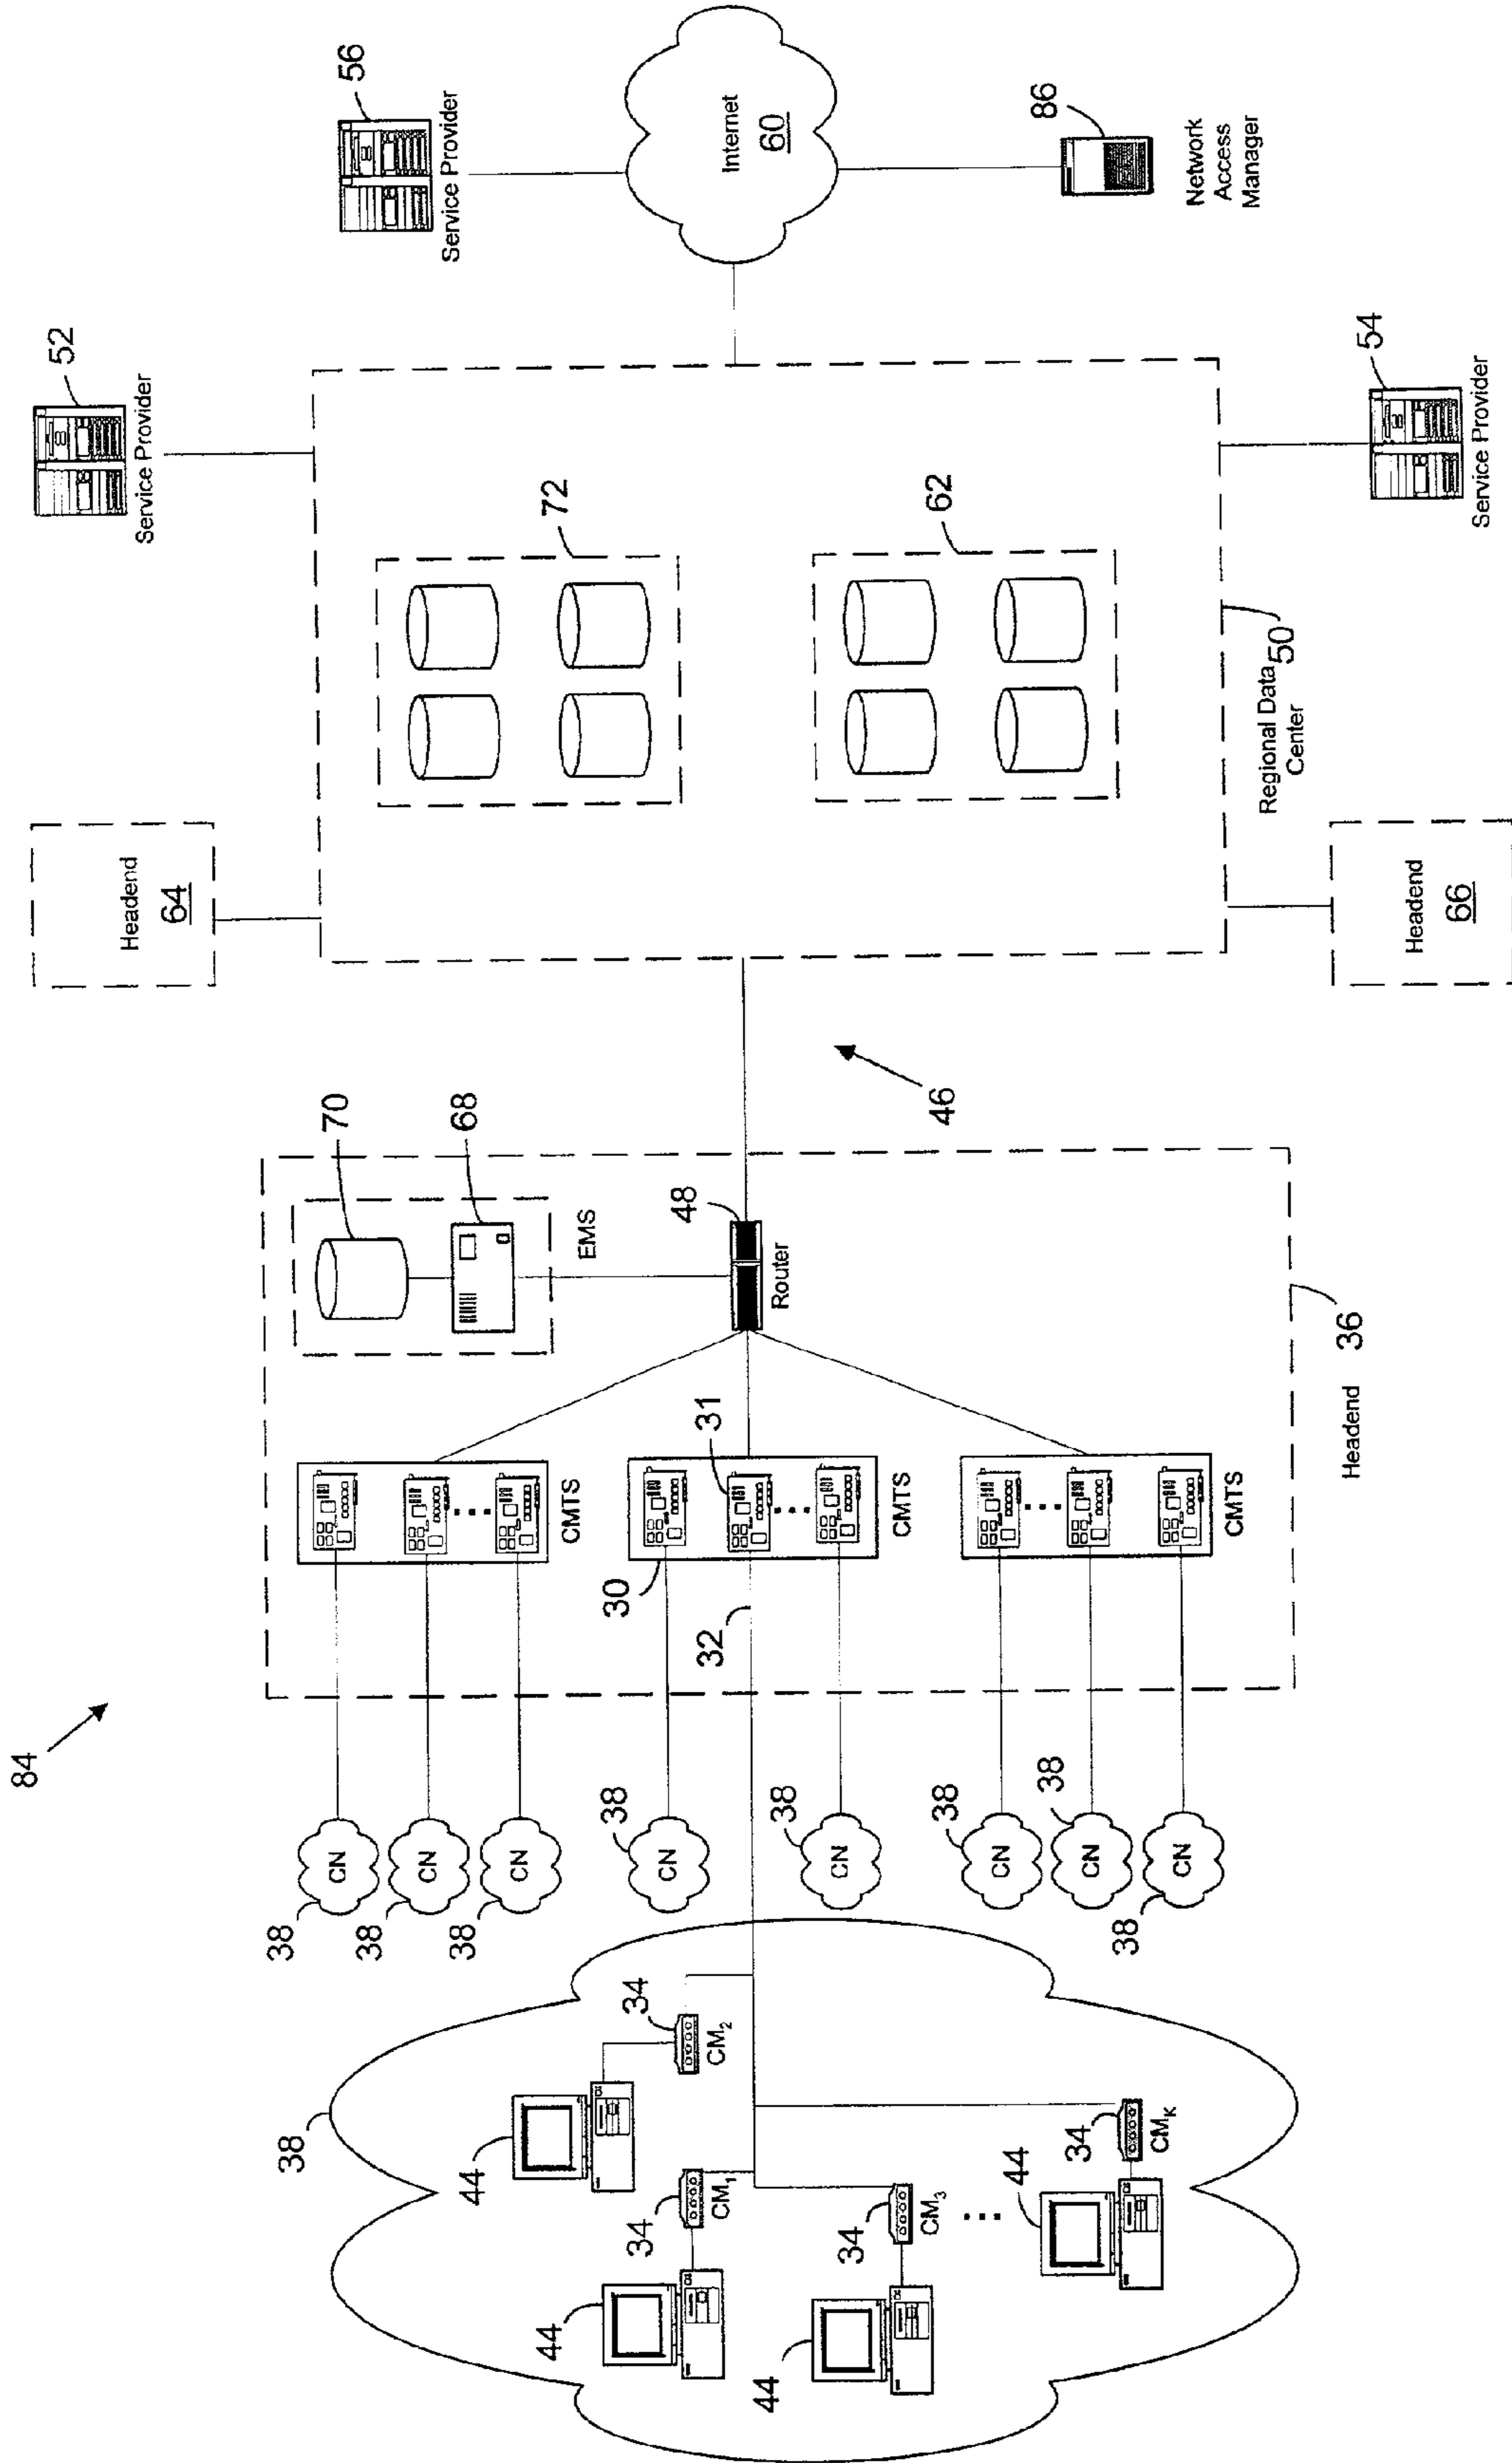 84
38
44
34
CM2
44
34
CM1
44
34
CM3
...
44
34
CMK
38
CN
38
CN
38
CN
38
CN
38
CN
38
CN
38
CN
38
CN
32
30
31
CMTS
CMTS
CMTS
70
68
EMS
48
Router
Headend
36
46
Headend
64
Headend
66
72
62
Regional Data
Center
50
52
Service Provider
54
Service Provider
56
Service Provider
Internet
60
86
Network
Access
Manager